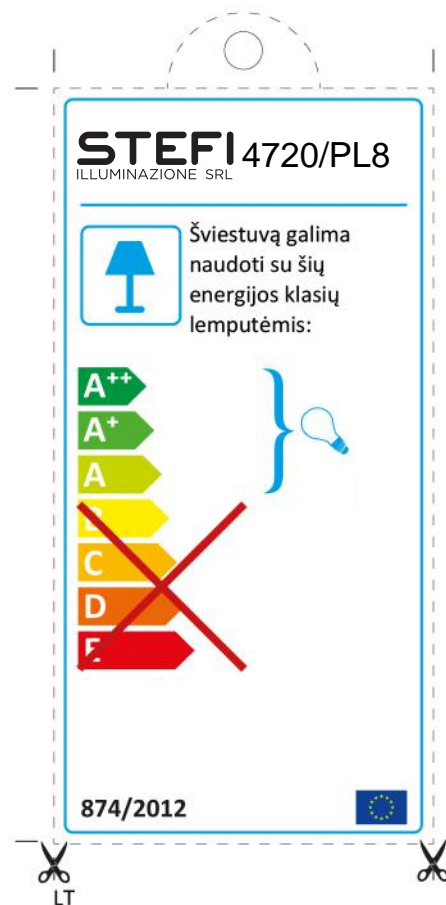 STEFI 4720/PL8
ILLUMINAZIONE SRL
Šviestuvą galima
naudoti su šių
energijos klasių
lemputėmis:
A++
A+
A
B
C
D
E
874/2012
LT